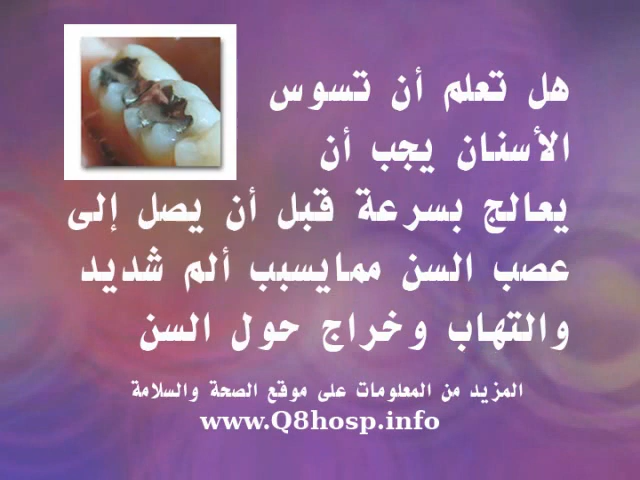 هل تعلم أن تسوس
الأسنان يجب أن
يعالج بسرعة قبل أن يصل إلى
عصب السن ممايسبب ألم شديد
والتهاب وخراج حول السن
المزيد من المعلومات على موقع الصحة والسلامة
www.Q8hosp.info